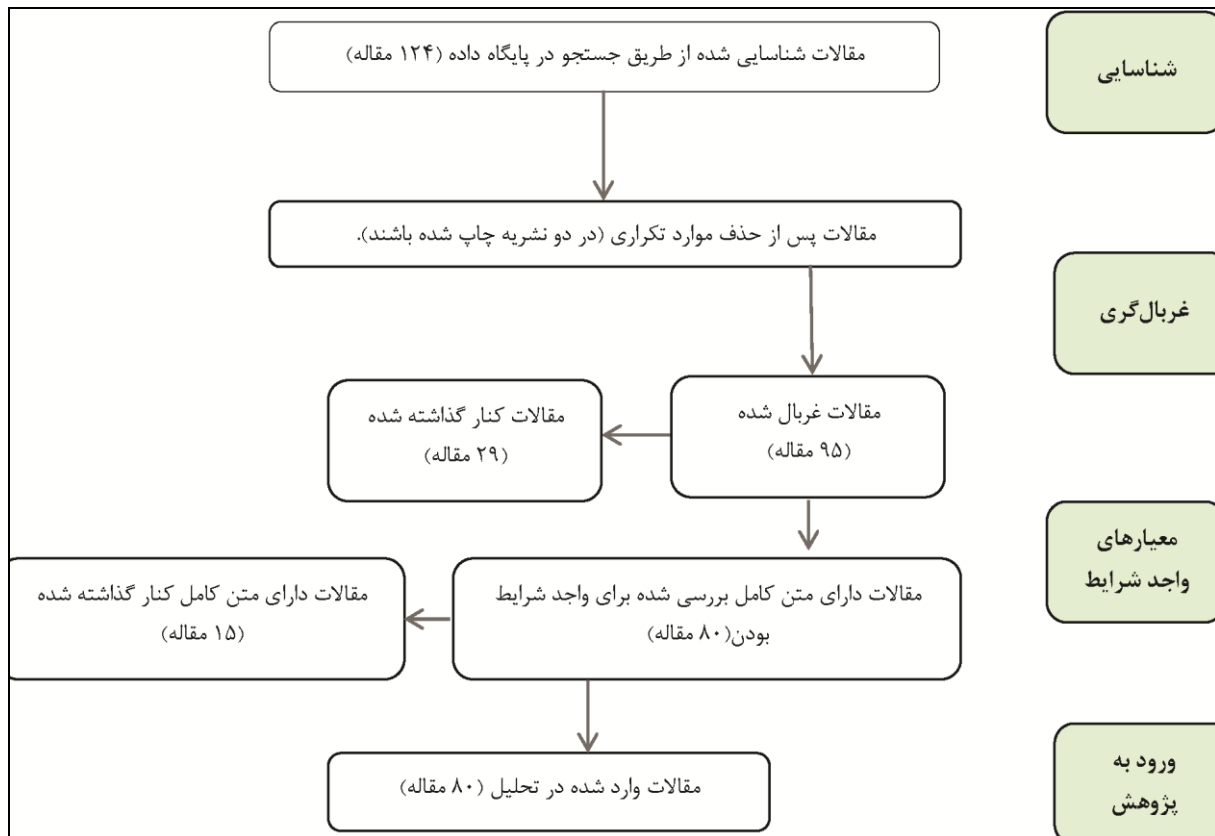 شناسایی
مقالات شناسایی شده از طریق جستجو در پایگاه داده (۱۲۴ مقاله)
مقالات پس از حذف موارد تکراری (در دو نشریه چاپ شده باشند).
غربال‌گری
مقالات غربال شده
(۹۵ مقاله)
مقالات کنار گذاشته شده
(۲۹ مقاله)
معیارهای
واجد شرایط
مقالات دارای متن کامل بررسی شده برای واجد شرایط
بودن(۸۰ مقاله)
مقالات دارای متن کامل کنار گذاشته شده
(۱۵ مقاله)
ورود به
پژوهش
مقالات وارد شده در تحلیل (۸۰ مقاله)